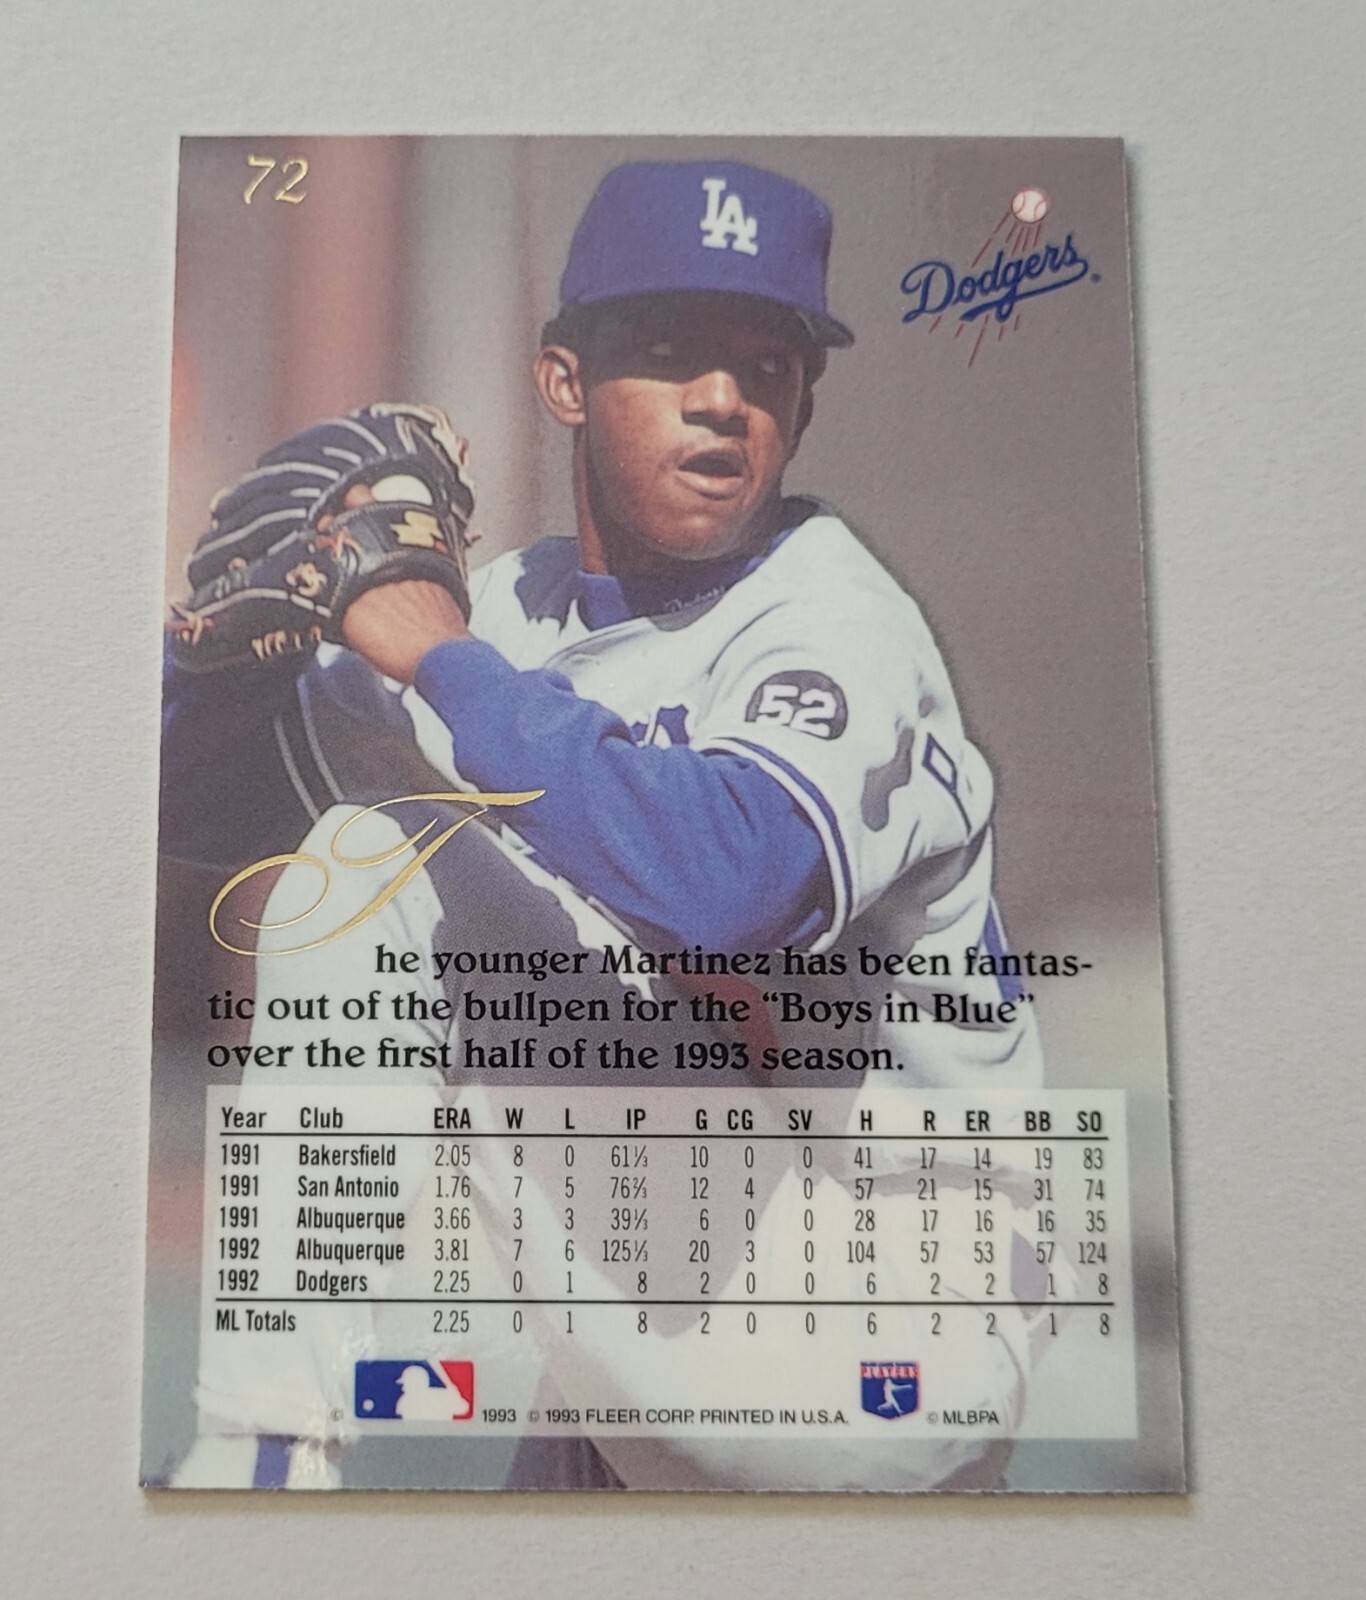 72
LA
Dodgers
52
The younger Martinez has been fantas-
tic out of the bullpen for the “Boys in Blue”
over the first half of the 1993 season.
Year Club ERA W L IP G CG SV H R ER BB SO
1991 Bakersfield 2.05 8 0 61⅓ 10 0 0 41 17 14 19 83
1991 San Antonio 1.76 7 5 76⅔ 12 4 0 57 21 15 31 74
1991 Albuquerque 3.66 3 3 39⅓ 6 0 0 28 17 16 16 35
1992 Albuquerque 3.81 7 6 125⅓ 20 3 0 104 57 53 57 124
1992 Dodgers 2.25 0 1 8 2 0 0 6 2 2 1 8
ML Totals 2.25 0 1 8 2 0 0 6 2 2 1 8
PLAYERS
© 1993 © 1993 FLEER CORP. PRINTED IN U.S.A. © MLBPA